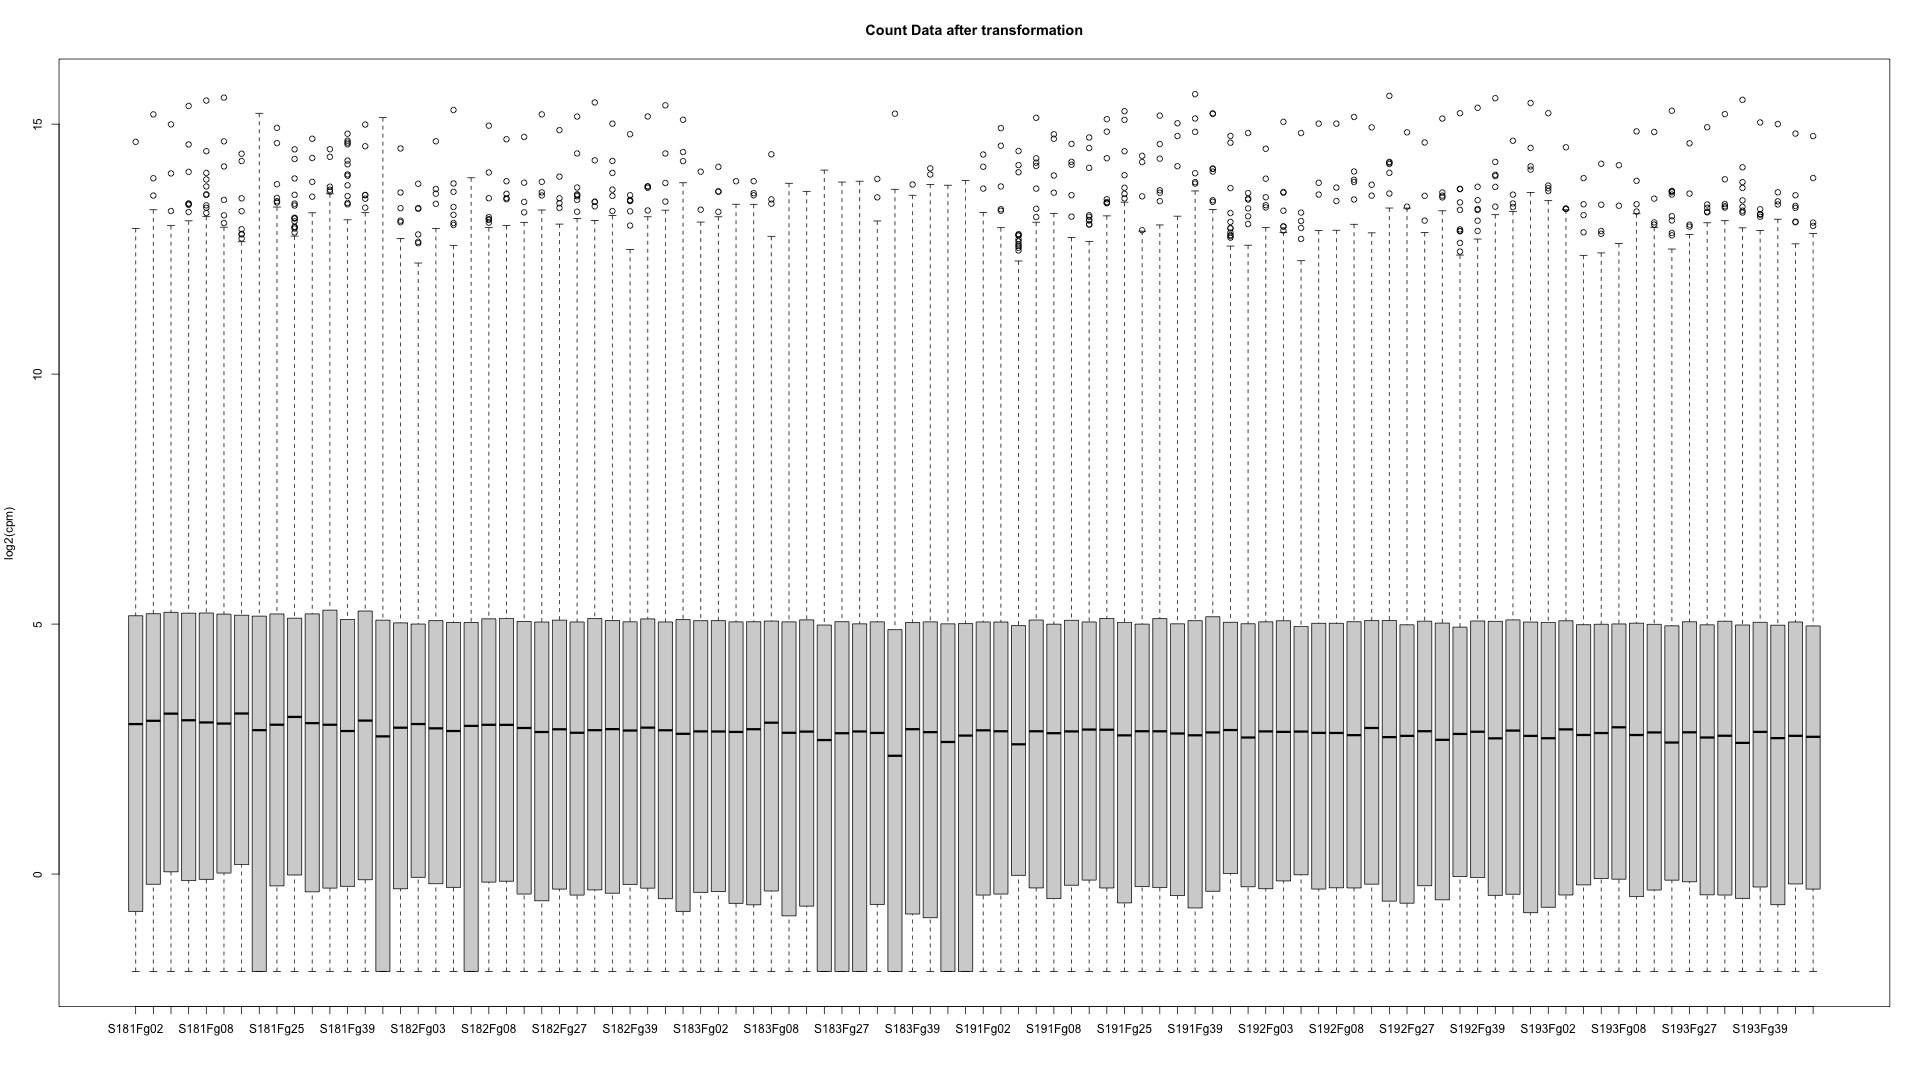 Count Data after transformation
15
10
5
0
log2(cpm)
S181Fg02 S181Fg08 S181Fg25 S181Fg39 S182Fg03 S182Fg08 S182Fg27 S182Fg39 S183Fg02 S183Fg08 S183Fg27 S183Fg39 S191Fg02 S191Fg08 S191Fg25 S191Fg39 S192Fg03 S192Fg08 S192Fg27 S192Fg39 S193Fg02 S193Fg08 S193Fg27 S193Fg39